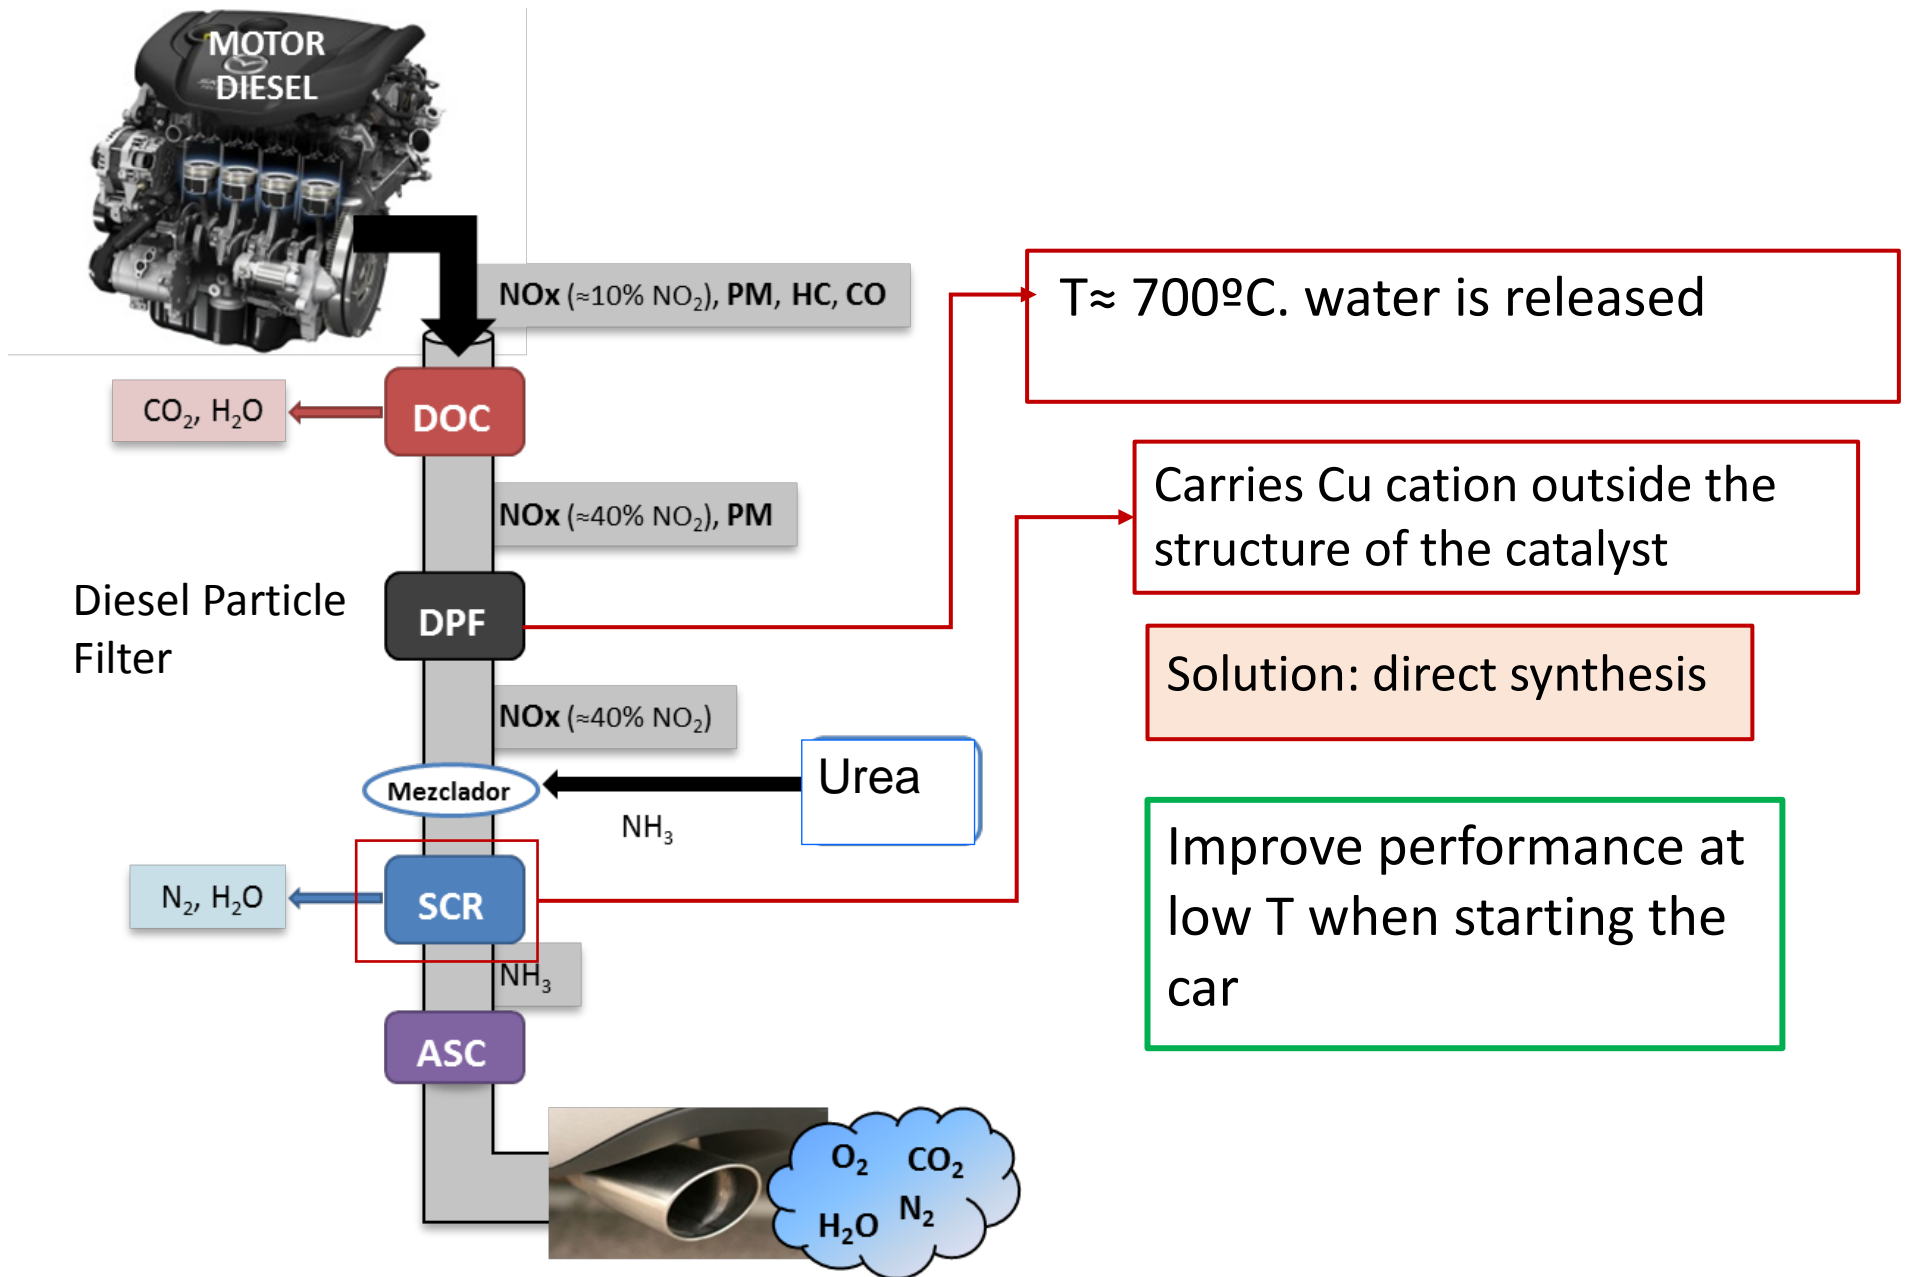 MOTOR
DIESEL
NOx (≈10% NO₂), PM, HC, CO
T≈ 700ºC. water is released
CO₂, H₂O
DOC
Carries Cu cation outside the
structure of the catalyst
NOx (≈40% NO₂), PM
Diesel Particle
Filter
DPF
Solution: direct synthesis
NOx (≈40% NO₂)
Mezclador
Urea
NH₃
Improve performance at
low T when starting the
car
N₂, H₂O
SCR
NH₃
ASC
O₂
CO₂
N₂
H₂O